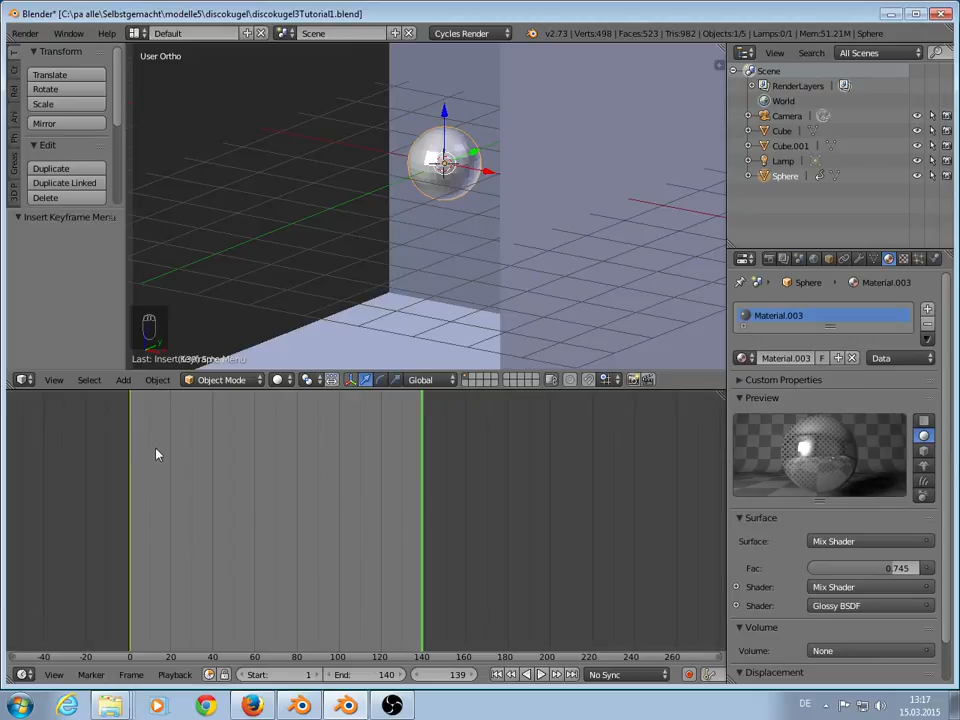 Blender* [C:\pa alle\Selbstgemacht\modelle5\discokugel\discokugel3Tutorial1.blend]
Render Window Help Default Scene Cycles Render v2.73 | Verts:498 | Faces:523 | Tris:982 | Objects:1/5 | Lamps:0/1 | Mem:51.21M | Sphere
Transform
Translate
Rotate
Scale
Mirror
Edit
Duplicate
Duplicate Linked
Delete
Insert Keyframe Menu
User Ortho
View Search All Scenes
Scene
RenderLayers
World
Camera
Cube
Cube.001
Lamp
Sphere
Sphere Material.003
Material.003
Material.003 F Data
Custom Properties
Preview
Surface
Surface: Mix Shader
Fac: 0.745
Shader: Mix Shader
Shader: Glossy BSDF
Volume
Volume: None
Displacement
View Select Add Object Object Mode Global
-40 -20 0 20 40 60 80 100 120 140 160 180 200 220 240 260
View Marker Frame Playback Start: 1 End: 140 139 No Sync
DE 13:17
15.03.2015